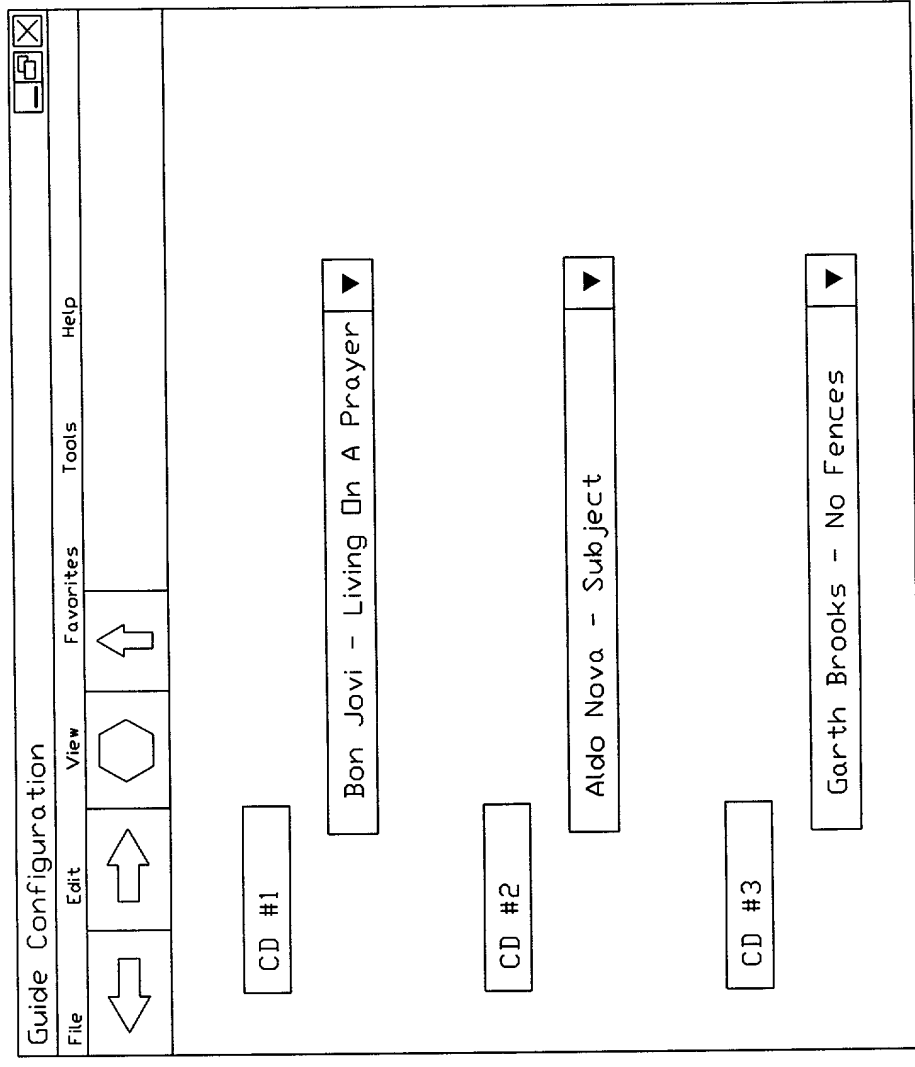 Guide Configuration
File Edit View Favorites Tools Help
CD #1
Bon Jovi - Living On A Prayer
CD #2
Aldo Nova - Subject
CD #3
Garth Brooks - No Fences